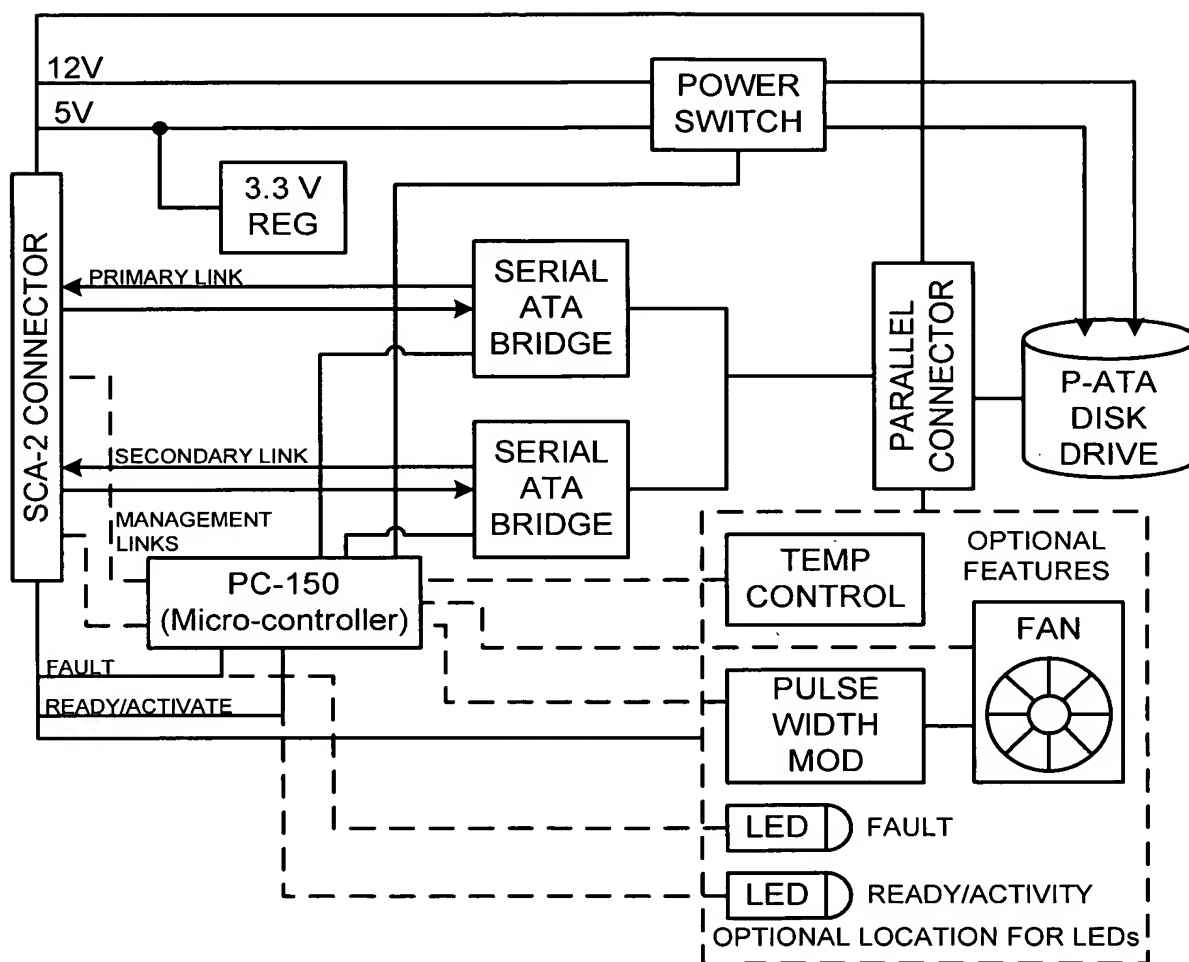 12V
5V
POWER
SWITCH
3.3 V
REG
SCA-2 CONNECTOR
PRIMARY LINK
SERIAL
ATA
BRIDGE
PARALLEL
CONNECTOR
P-ATA
DISK
DRIVE
SECONDARY LINK
SERIAL
ATA
BRIDGE
MANAGEMENT
LINKS
PC-150
(Micro-controller)
TEMP
CONTROL
OPTIONAL
FEATURES
FAN
FAULT
READY/ACTIVATE
PULSE
WIDTH
MOD
LED
FAULT
LED
READY/ACTIVITY
OPTIONAL LOCATION FOR LEDs